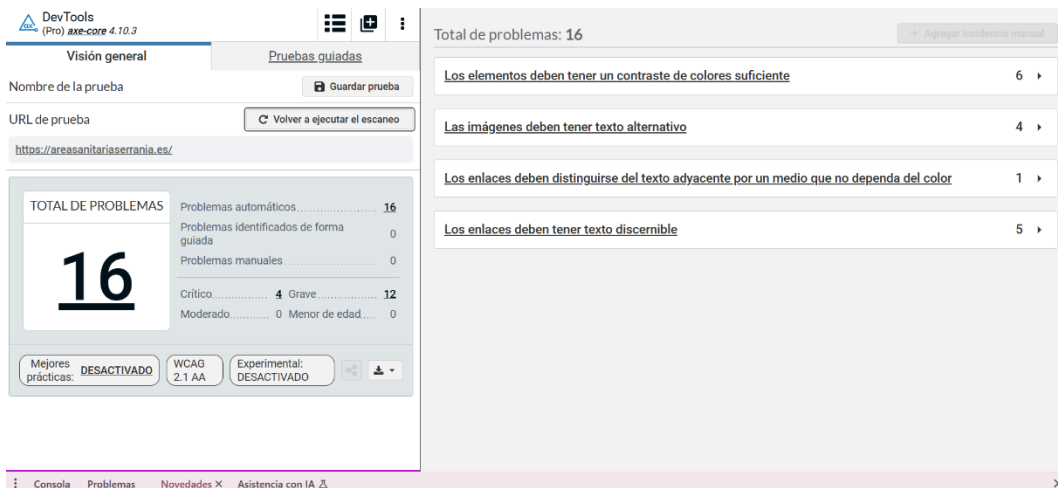 DevTools
(Pro) axe-core 4.10.3
Visión general
Pruebas guiadas
Nombre de la prueba
Guardar prueba
URL de prueba
Volver a ejecutar el escaneo
https://areasanitariaserrania.es/
TOTAL DE PROBLEMAS
16
Problemas automáticos 16
Problemas identificados de forma
guiada 0
Problemas manuales 0
Crítico 4 Grave 12
Moderado 0 Menor de edad 0
Mejores
prácticas: DESACTIVADO
WCAG
2.1 AA
Experimental:
DESACTIVADO
Total de problemas: 16
+ Agregar incidencia manual
Los elementos deben tener un contraste de colores suficiente 6
Las imágenes deben tener texto alternativo 4
Los enlaces deben distinguirse del texto adyacente por un medio que no dependa del color 1
Los enlaces deben tener texto discernible 5
Consola Problemas Novedades Asistencia con IA